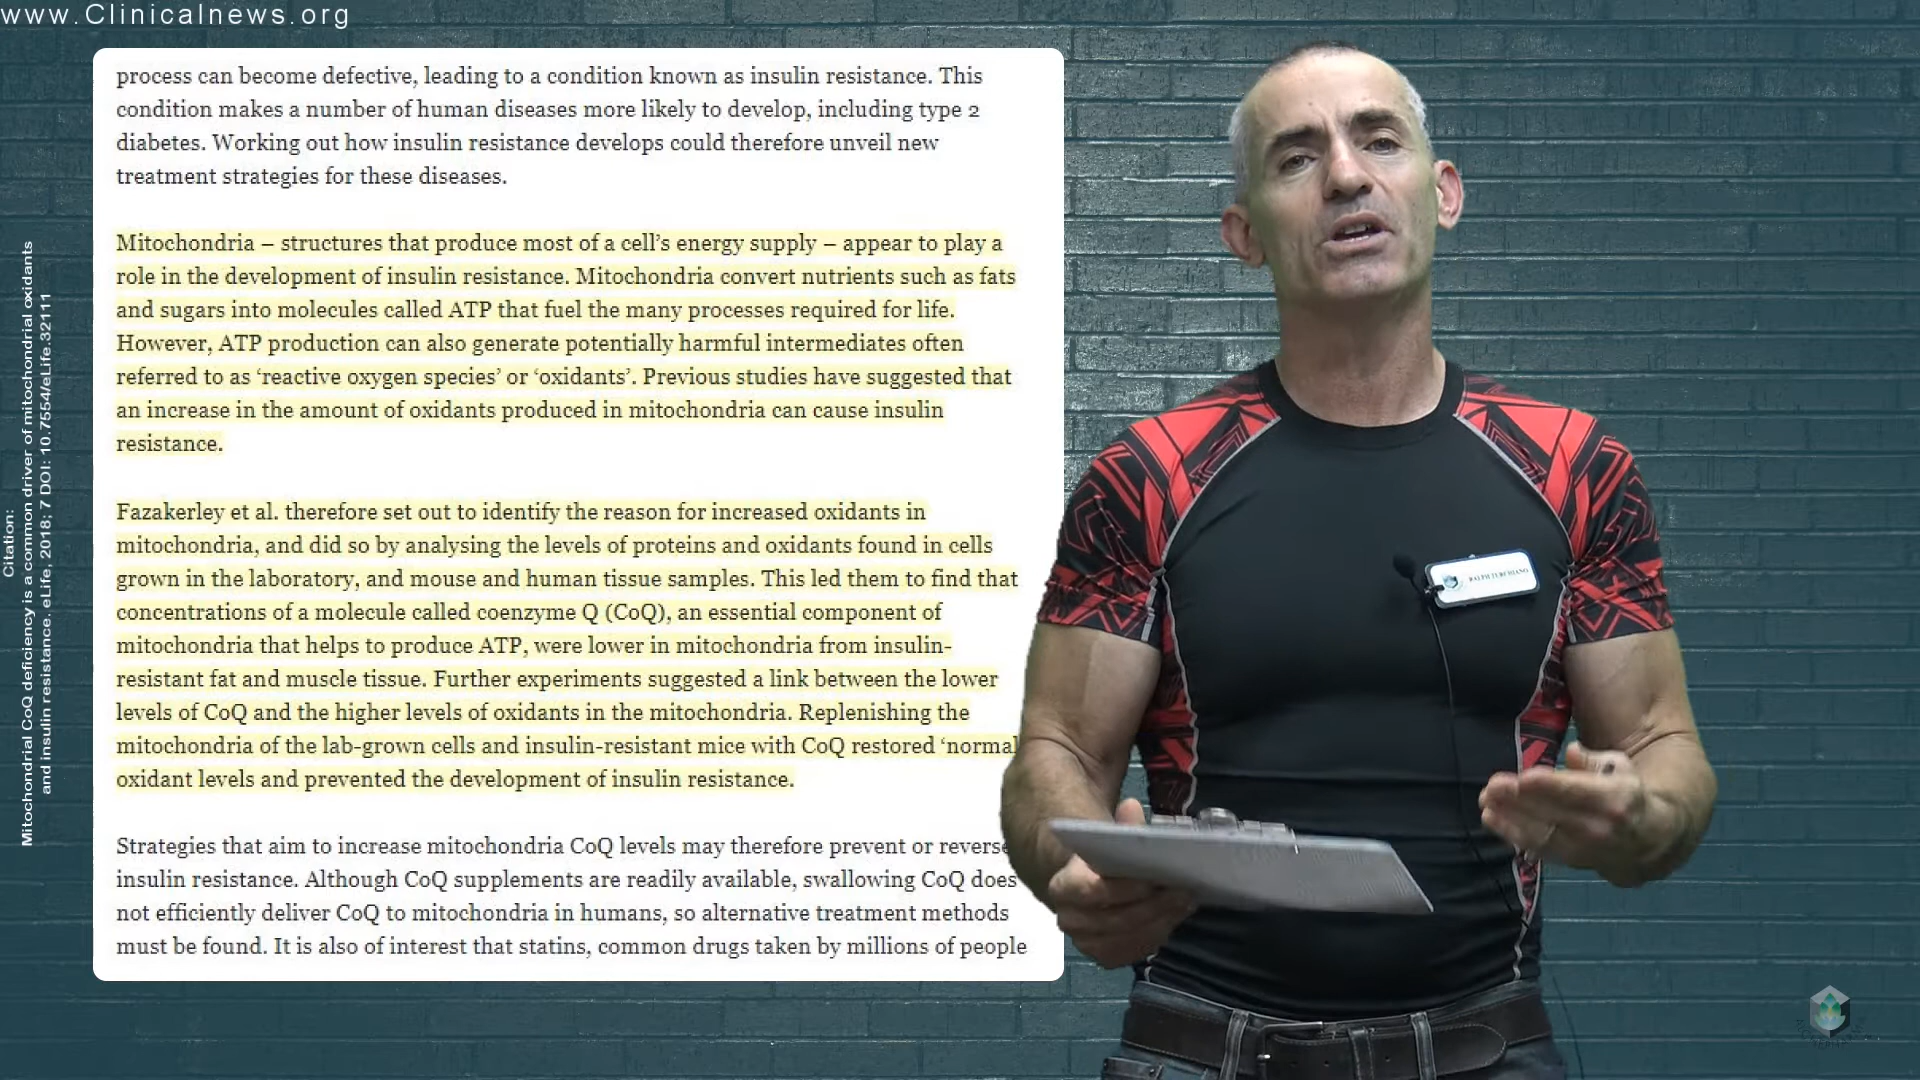 www.Clinicalnews.org
process can become defective, leading to a condition known as insulin resistance. This
condition makes a number of human diseases more likely to develop, including type 2
diabetes. Working out how insulin resistance develops could therefore unveil new
treatment strategies for these diseases.
Mitochondria – structures that produce most of a cell’s energy supply – appear to play a
role in the development of insulin resistance. Mitochondria convert nutrients such as fats
and sugars into molecules called ATP that fuel the many processes required for life.
However, ATP production can also generate potentially harmful intermediates often
referred to as ‘reactive oxygen species’ or ‘oxidants’. Previous studies have suggested that
an increase in the amount of oxidants produced in mitochondria can cause insulin
resistance.
Fazakerley et al. therefore set out to identify the reason for increased oxidants in
mitochondria, and did so by analysing the levels of proteins and oxidants found in cells
grown in the laboratory, and mouse and human tissue samples. This led them to find that
concentrations of a molecule called coenzyme Q (CoQ), an essential component of
mitochondria that helps to produce ATP, were lower in mitochondria from insulin-
resistant fat and muscle tissue. Further experiments suggested a link between the lower
levels of CoQ and the higher levels of oxidants in the mitochondria. Replenishing the
mitochondria of the lab-grown cells and insulin-resistant mice with CoQ restored ‘normal
oxidant levels and prevented the development of insulin resistance.
Strategies that aim to increase mitochondria CoQ levels may therefore prevent or reverse
insulin resistance. Although CoQ supplements are readily available, swallowing CoQ does
not efficiently deliver CoQ to mitochondria in humans, so alternative treatment methods
must be found. It is also of interest that statins, common drugs taken by millions of people
Citation:
Mitochondrial CoQ deficiency is a common driver of mitochondrial oxidants
and insulin resistance. eLife, 2018; 7 DOI: 10.7554/eLife.32111